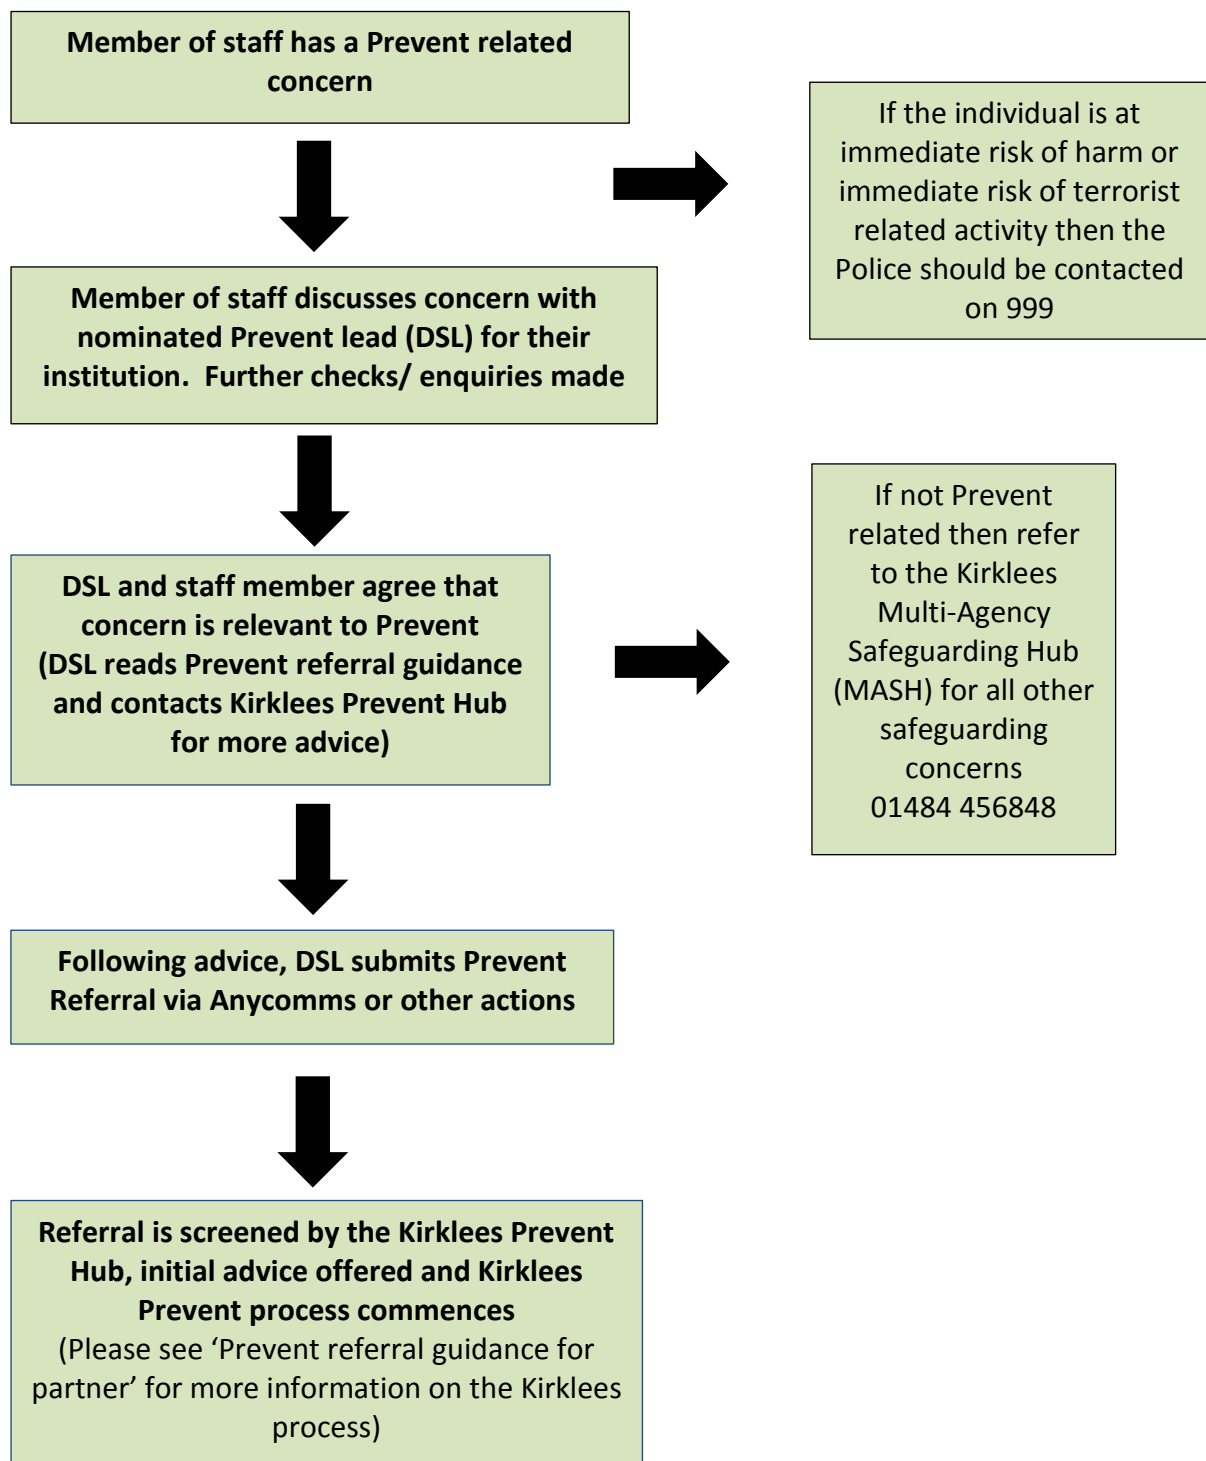 Member of staff has a Prevent related
concern
If the individual is at
immediate risk of harm or
immediate risk of terrorist
related activity then the
Police should be contacted
on 999
Member of staff discusses concern with
nominated Prevent lead (DSL) for their
institution.  Further checks/ enquiries made
DSL and staff member agree that
concern is relevant to Prevent
(DSL reads Prevent referral guidance
and contacts Kirklees Prevent Hub
for more advice)
If not Prevent
related then refer
to the Kirklees
Multi-Agency
Safeguarding Hub
(MASH) for all other
safeguarding
concerns
01484 456848
Following advice, DSL submits Prevent
Referral via Anycomms or other actions
Referral is screened by the Kirklees Prevent
Hub, initial advice offered and Kirklees
Prevent process commences
(Please see ‘Prevent referral guidance for
partner’ for more information on the Kirklees
process)